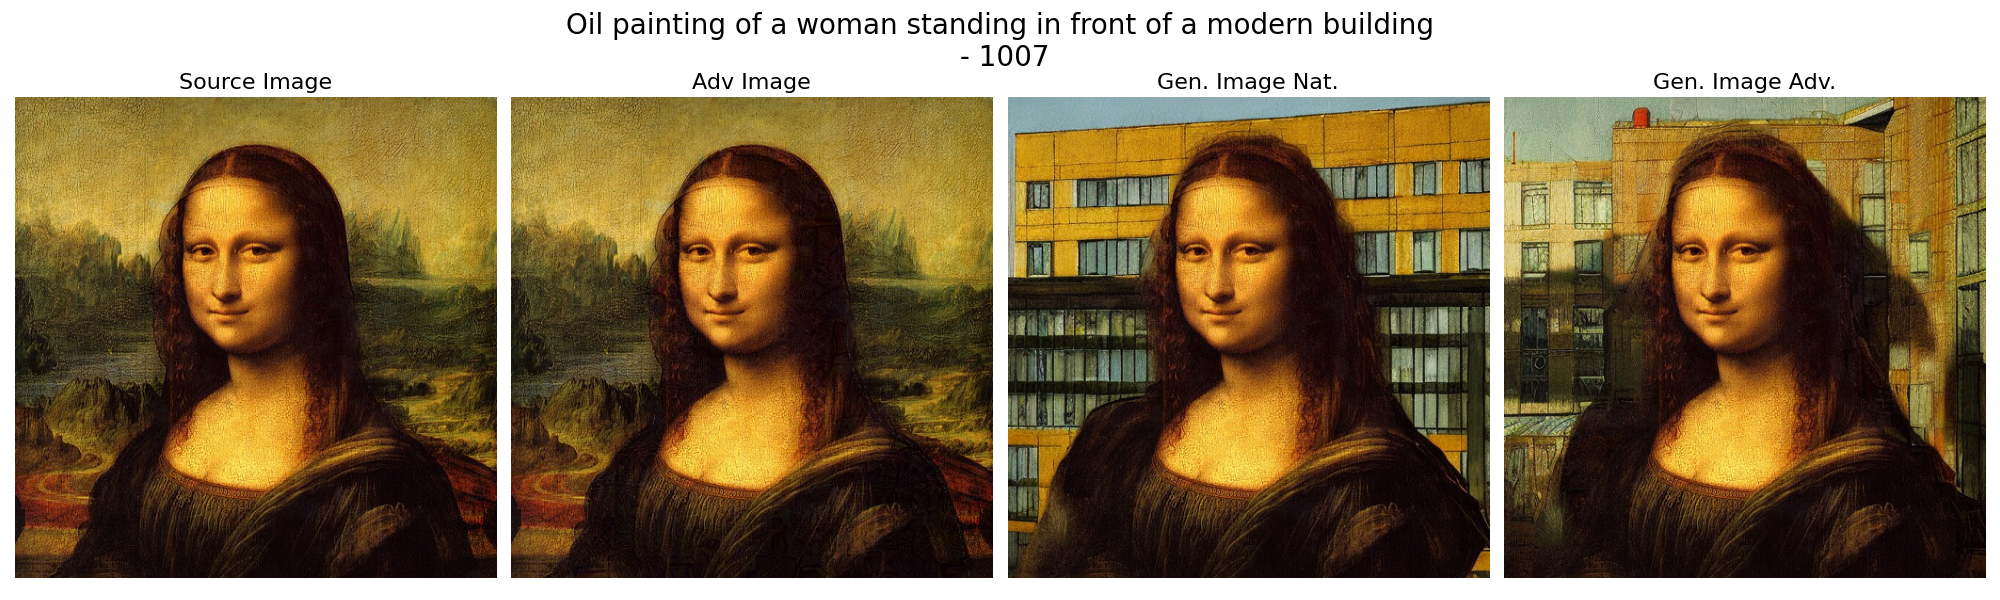 Oil painting of a woman standing in front of a modern building
- 1007
Source Image
Adv Image
Gen. Image Nat.
Gen. Image Adv.